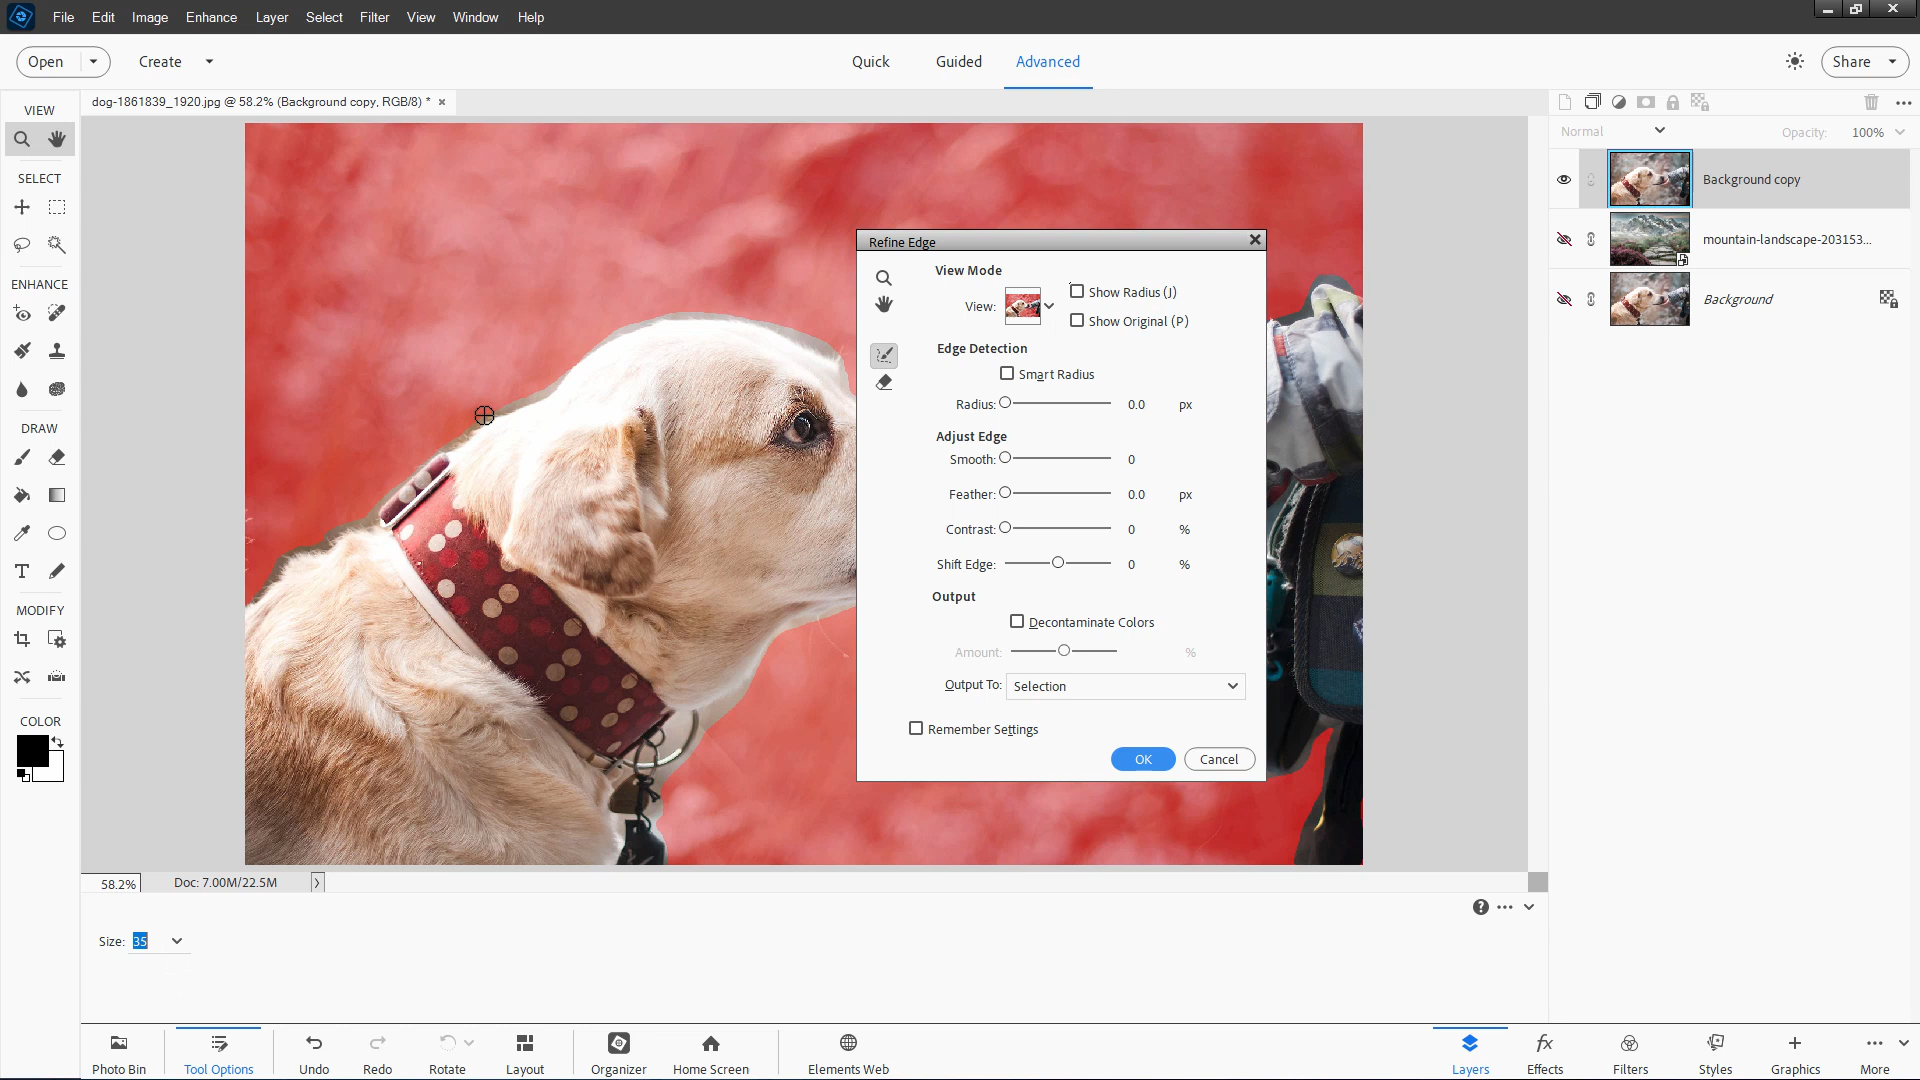 File Edit Image Enhance Layer Select Filter View Window Help
Open Create Quick Guided Advanced Share
VIEW
dog-1861839_1920.jpg @ 58.2% (Background copy, RGB/8) *
Normal Opacity: 100%
SELECT
Background copy
mountain-landscape-203153...
Background
ENHANCE
DRAW
MODIFY
COLOR
Refine Edge
View Mode
View:
Show Radius (J)
Show Original (P)
Edge Detection
Smart Radius
Radius: 0.0 px
Adjust Edge
Smooth: 0
Feather: 0.0 px
Contrast: 0 %
Shift Edge: 0 %
Output
Decontaminate Colors
Amount: %
Output To: Selection
Remember Settings
OK Cancel
58.2% Doc: 7.00M/22.5M
Size: 35
Photo Bin Tool Options Undo Redo Rotate Layout Organizer Home Screen Elements Web Layers Effects Filters Styles Graphics More